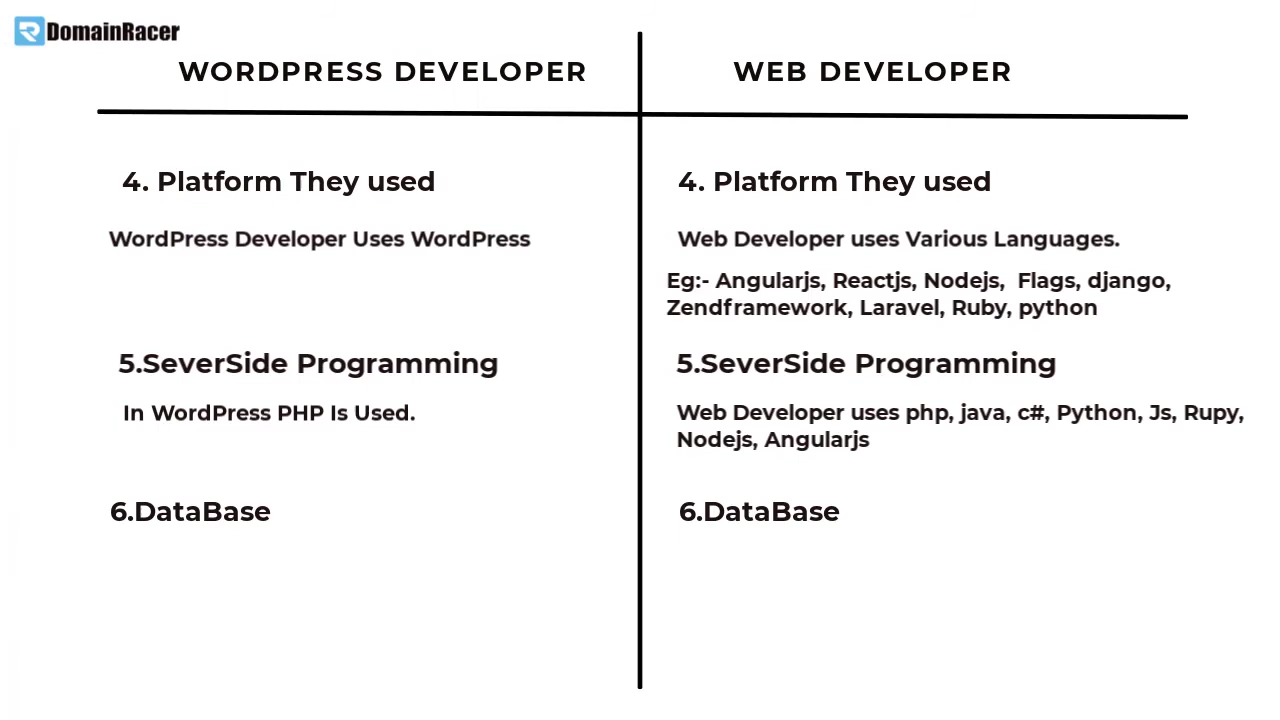 DomainRacer
WORDPRESS DEVELOPER
WEB DEVELOPER
4. Platform They used
WordPress Developer Uses WordPress
5.SeverSide Programming
In WordPress PHP Is Used.
6.DataBase
4. Platform They used
Web Developer uses Various Languages.
Eg:- Angularjs, Reactjs, Nodejs, Flags, django,
Zendframework, Laravel, Ruby, python
5.SeverSide Programming
Web Developer uses php, java, c#, Python, Js, Rupy,
Nodejs, Angularjs
6.DataBase